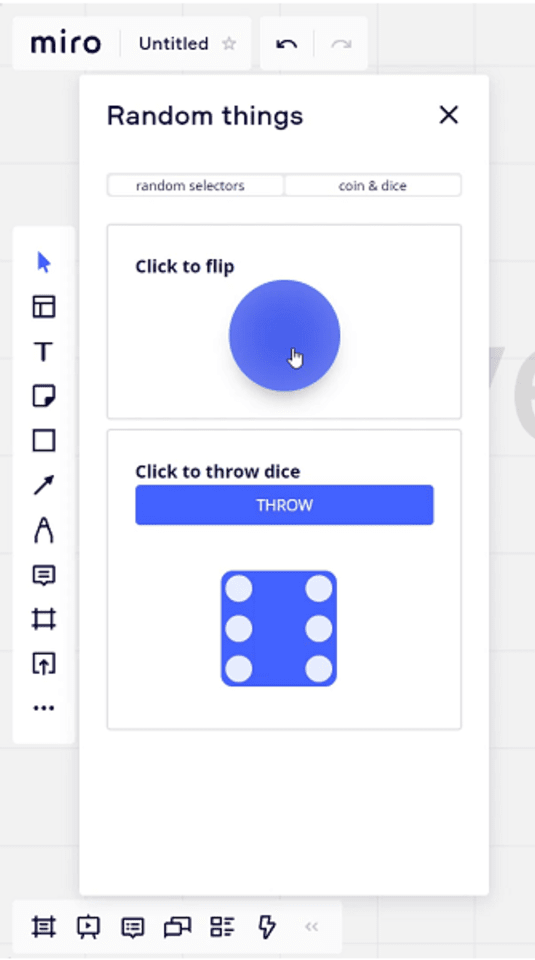 miro
Untitled
Random things
random selectors
coin & dice
Click to flip
Click to throw dice
THROW